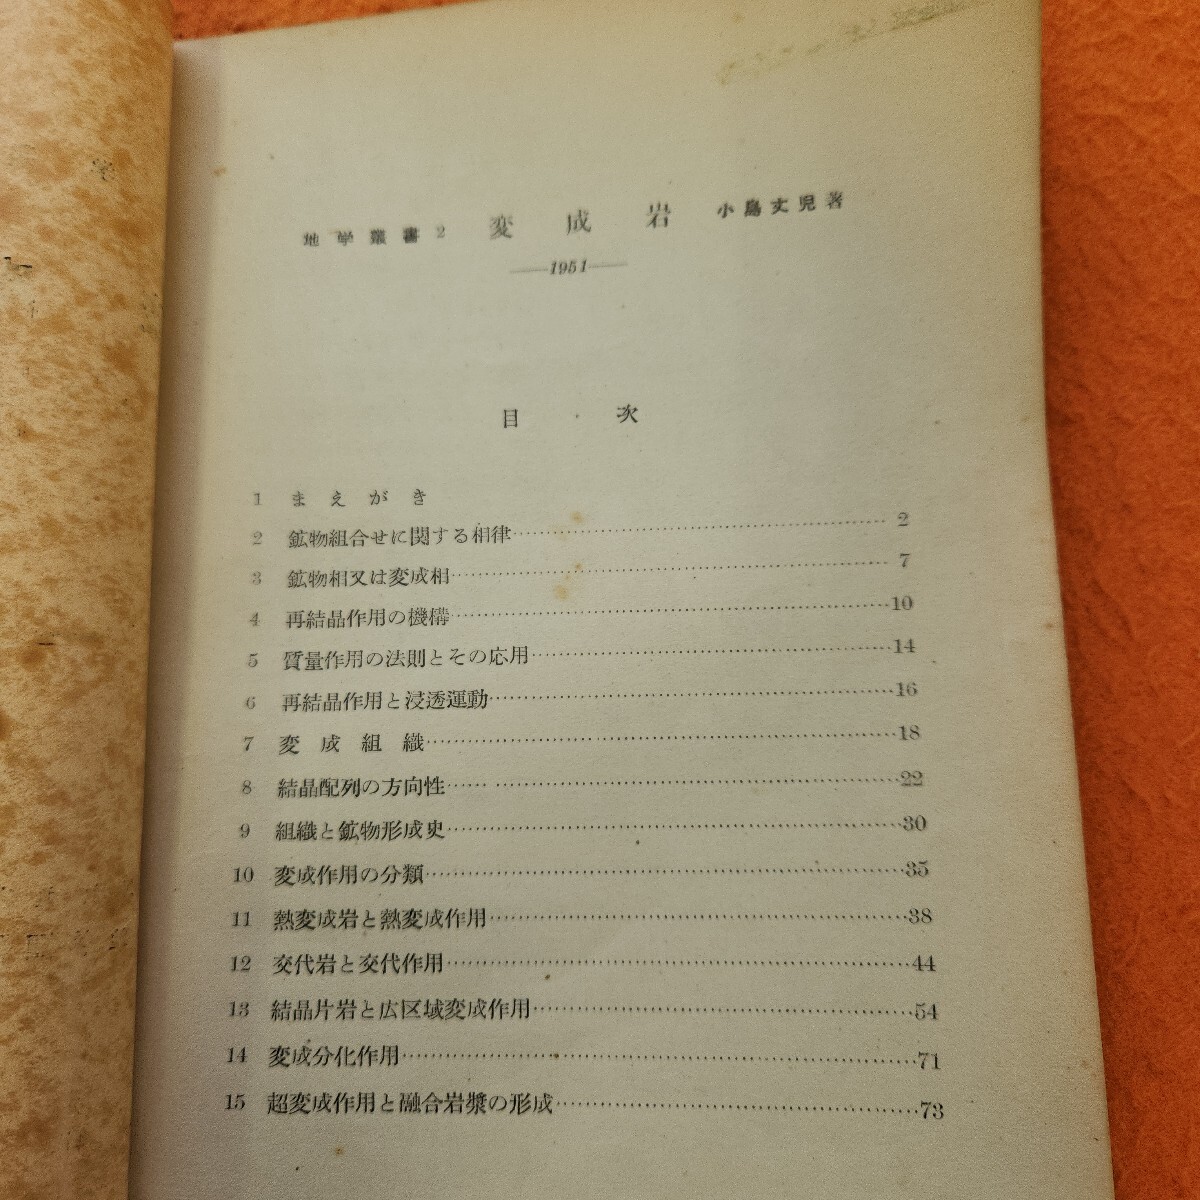 地学叢書2 変成岩 小島丈児著
——1951——
目次
1 まえがき
2 鉱物組合せに関する相律 2
3 鉱物相又は変成相 7
4 再結晶作用の機構 10
5 質量作用の法則とその応用 14
6 再結晶作用と浸透運動 16
7 変成組織 18
8 結晶配列の方向性 22
9 組織と鉱物形成史 30
10 変成作用の分類 35
11 熱変成岩と熱変成作用 38
12 交代岩と交代作用 44
13 結晶片岩と広区域変成作用 54
14 変成分化作用 71
15 超変成作用と融合岩漿の形成 73